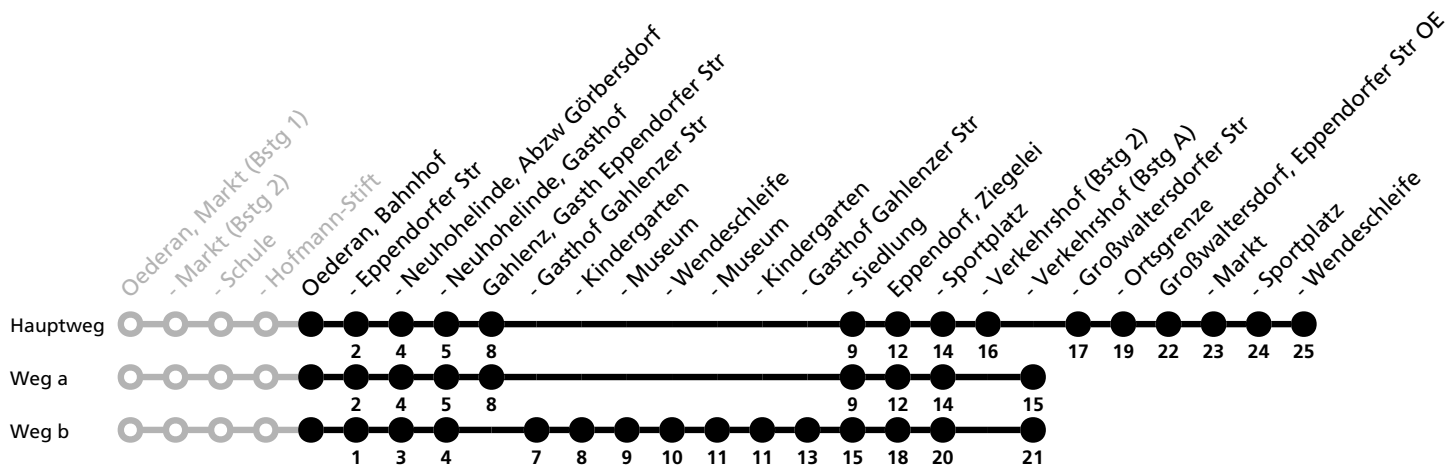 Oederan, Markt (Bstg 1)
- Markt (Bstg 2)
- Schule
- Hofmann-Stift
Oederan, Bahnhof
- Eppendorfer Str
- Neuhohelinde, Abzw Görbersdorf
- Neuhohelinde, Gasthof
Gahlenz, Gasth Eppendorfer Str
- Gasthof Gahlenzer Str
- Kindergarten
- Museum
- Wendeschleife
- Museum
- Kindergarten
- Gasthof Gahlenzer Str
- Siedlung
Eppendorf, Ziegelei
- Sportplatz
- Verkehrshof (Bstg 2)
- Verkehrshof (Bstg A)
- Großwaltersdorfer Str
- Ortsgrenze
Großwaltersdorf, Eppendorfer Str OE
- Markt
- Sportplatz
- Wendeschleife
Hauptweg
2 4 5 8 9 12 14 16 17 19 22 23 24 25
Weg a
2 4 5 8 9 12 14 15
Weg b
1 3 4 7 8 9 10 11 11 13 15 18 20 21